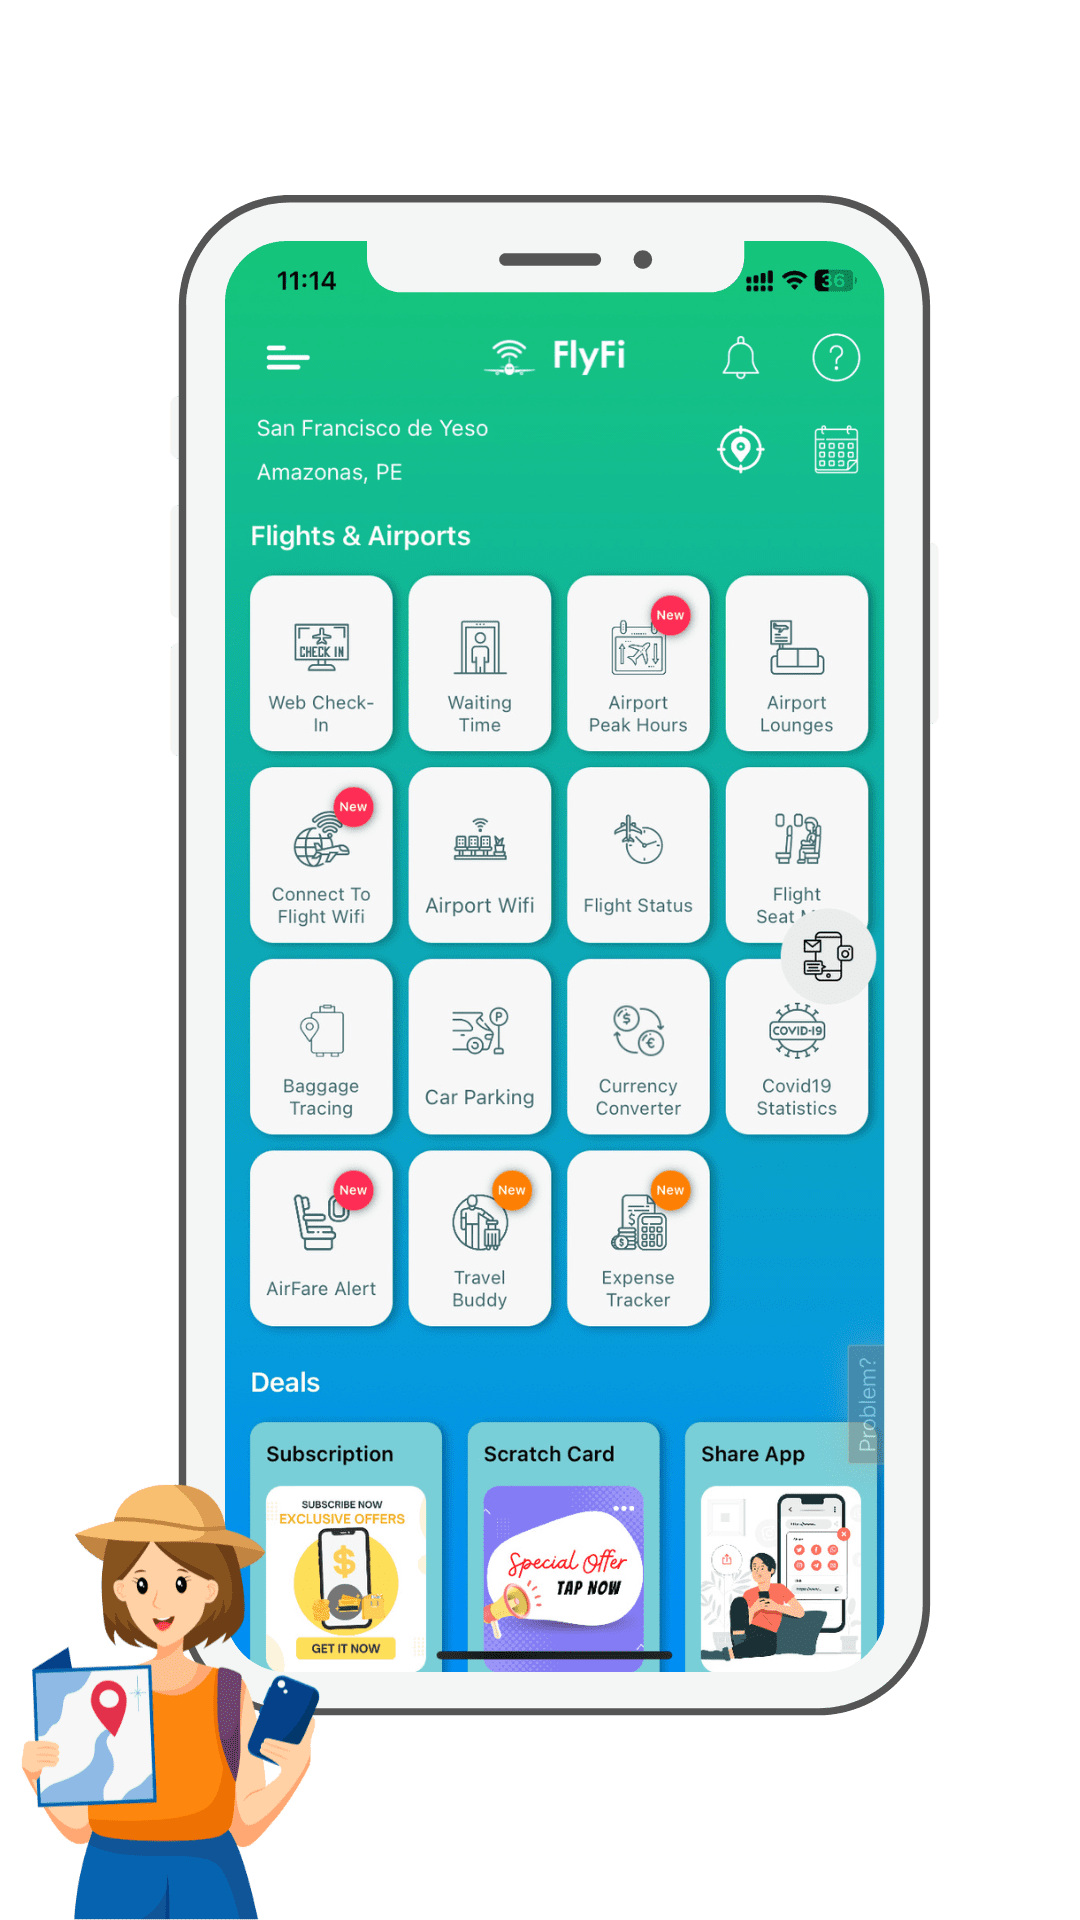 11:14
36
FlyFi
San Francisco de Yeso
Amazonas, PE
Flights & Airports
CHECK IN
Web Check-
In
Waiting
Time
New
Airport
Peak Hours
Airport
Lounges
New
Connect To
Flight Wifi
Airport Wifi
Flight Status
Flight
Seat
Baggage
Tracing
P
Car Parking
Currency
Converter
COVID-19
Covid19
Statistics
New
AirFare Alert
New
Travel
Buddy
New
Expense
Tracker
Problem?
Deals
Subscription
SUBSCRIBE NOW
EXCLUSIVE OFFERS
GET IT NOW
Scratch Card
Special Offer
TAP NOW
Share App